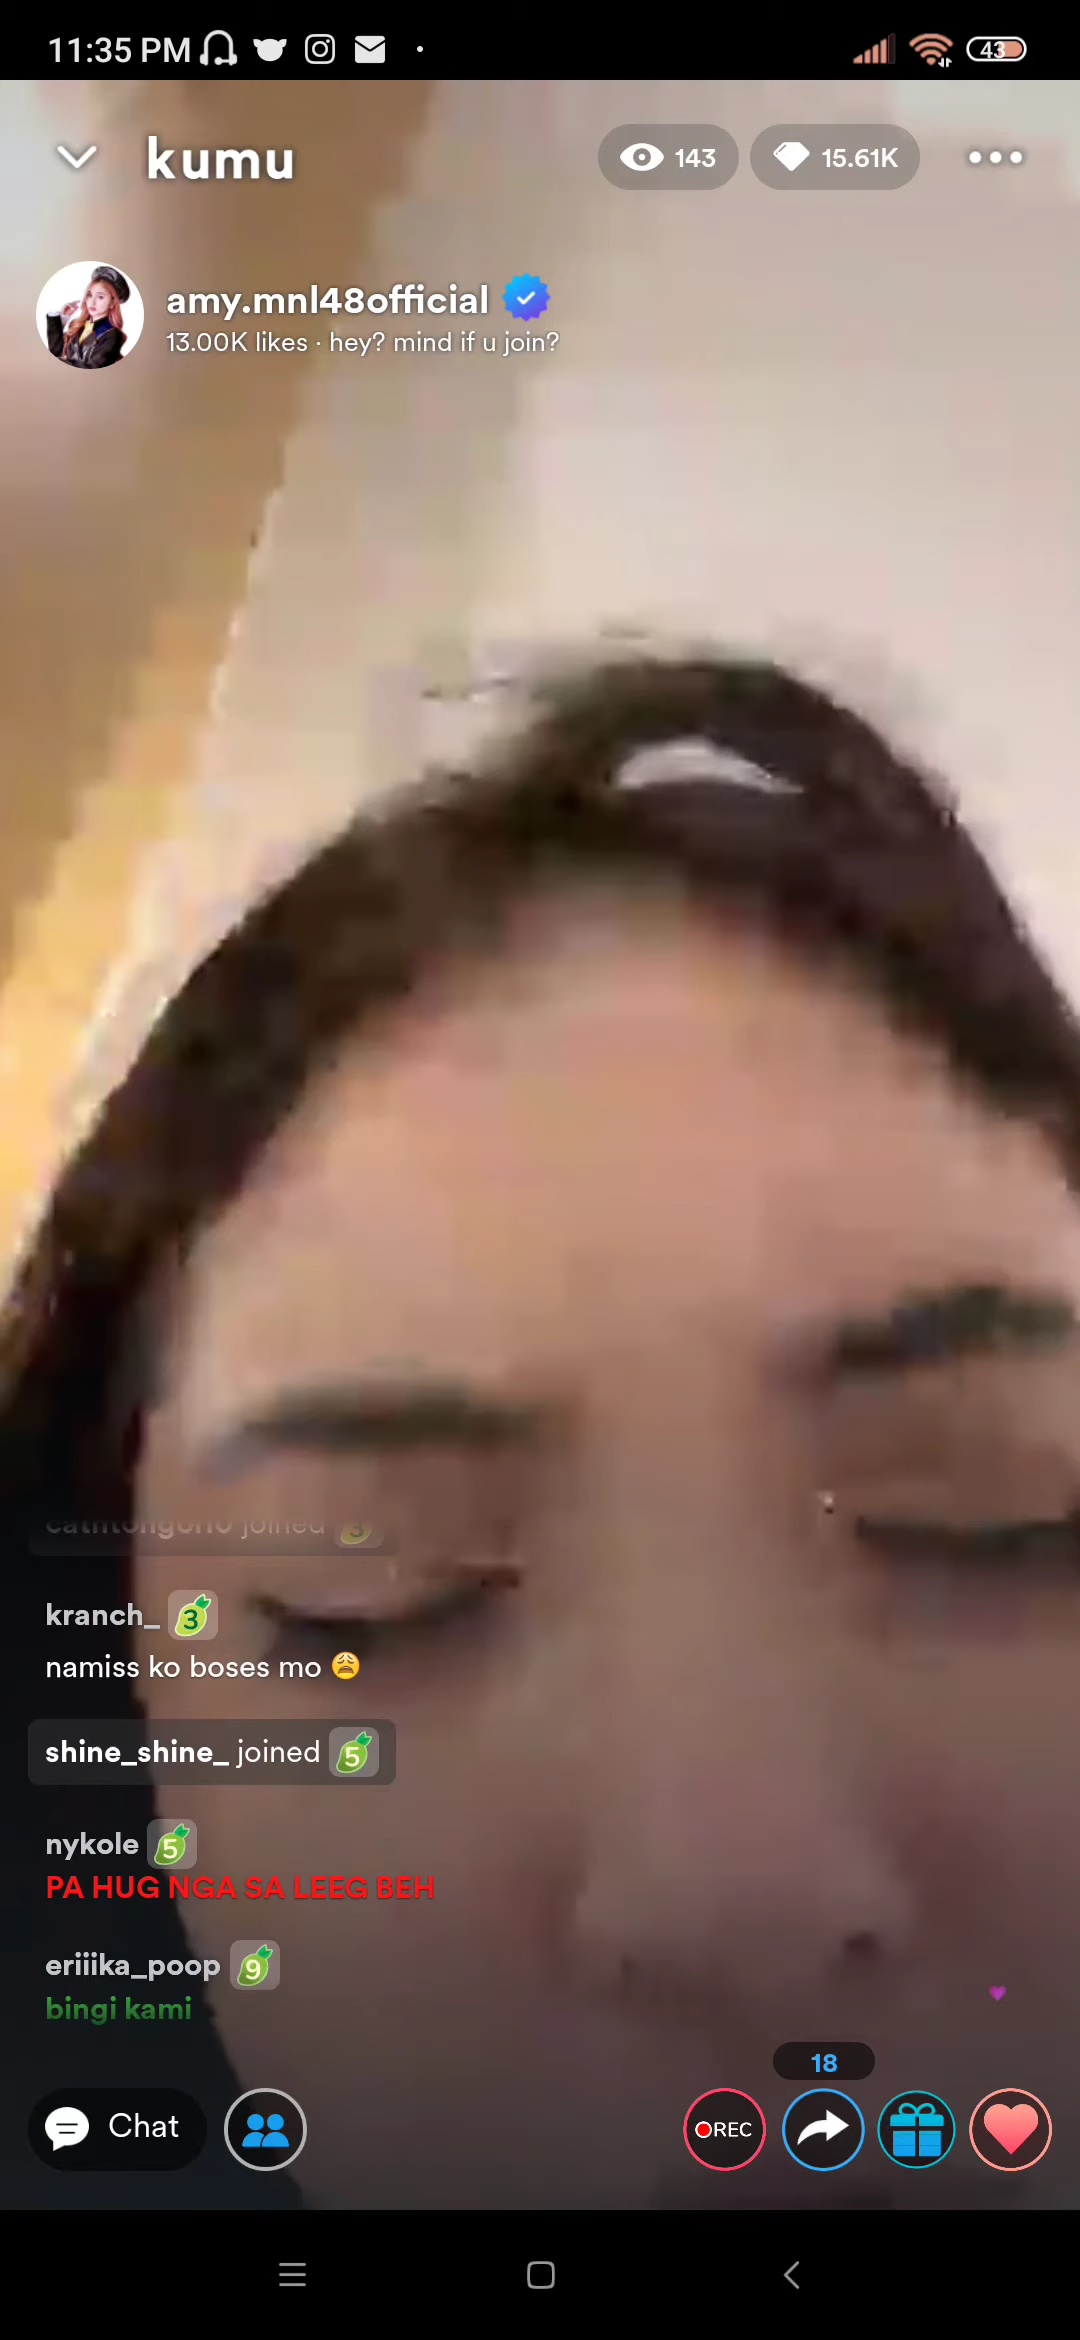 11:35 PM
43
kumu
143
15.61K
amy.mnl48official
13.00K likes · hey? mind if u join?
joined 3
kranch_ 3
namiss ko boses mo 😩
shine_shine_ joined 5
nykole 5
PA HUG NGA SA LEEG BEH
eriiika_poop 9
bingi kami
18
Chat
REC